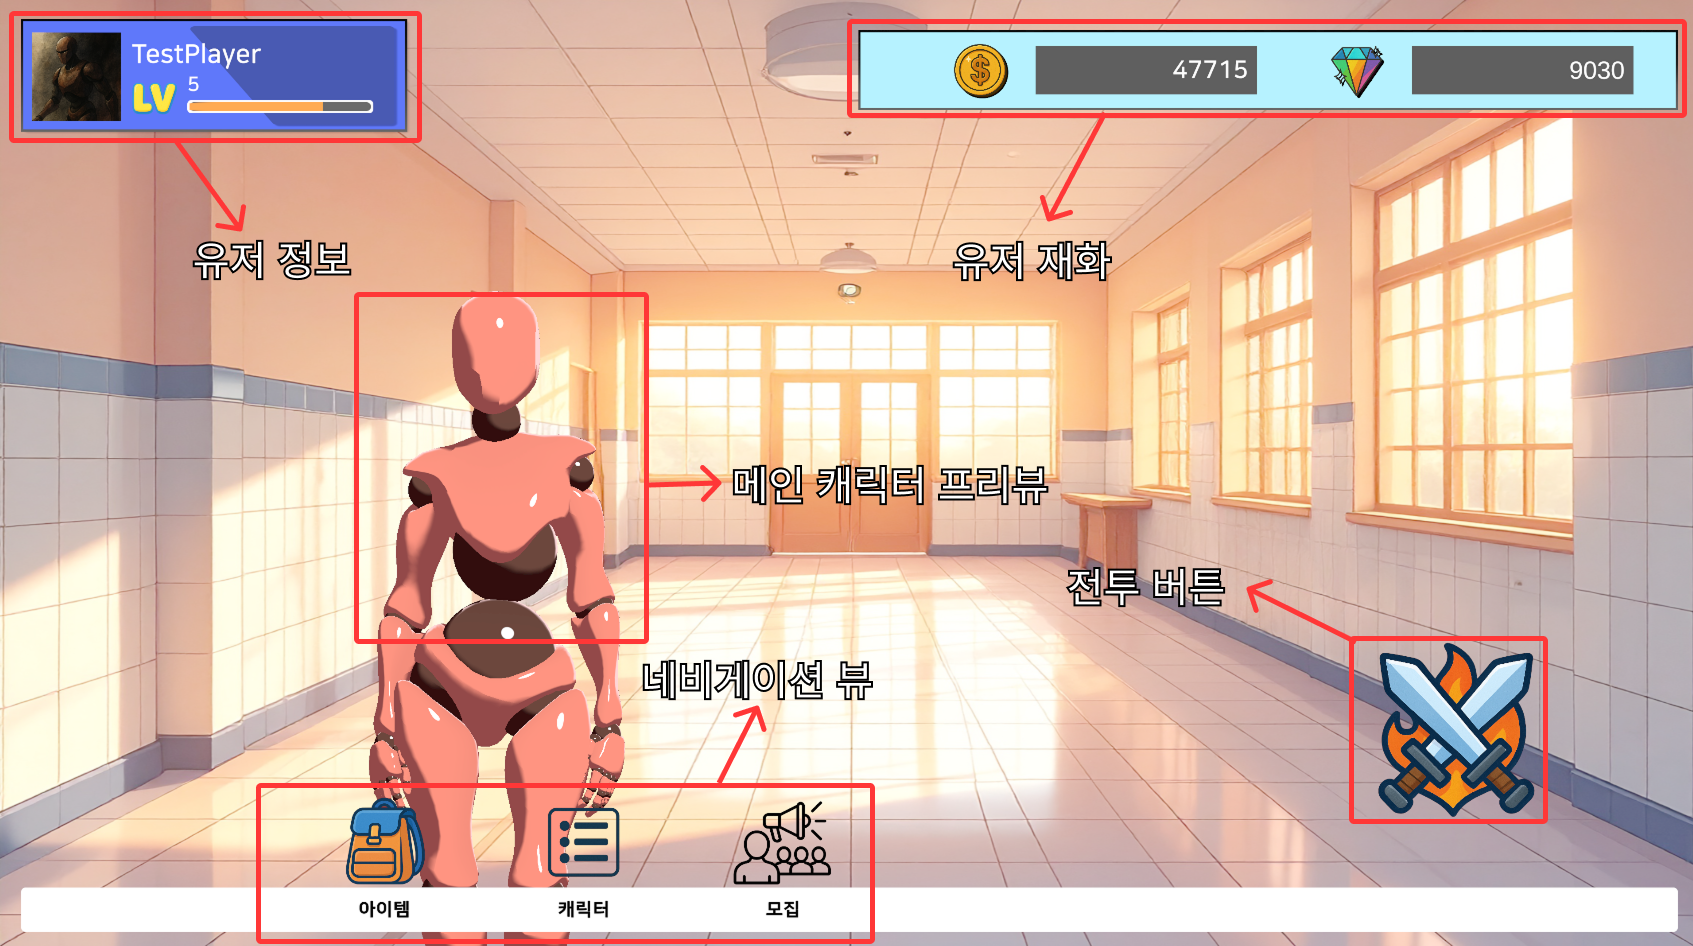 TestPlayer
LV 5
47715
9030
유저 정보
유저 재화
메인 캐릭터 프리뷰
전투 버튼
네비게이션 뷰
아이템
캐릭터
모집